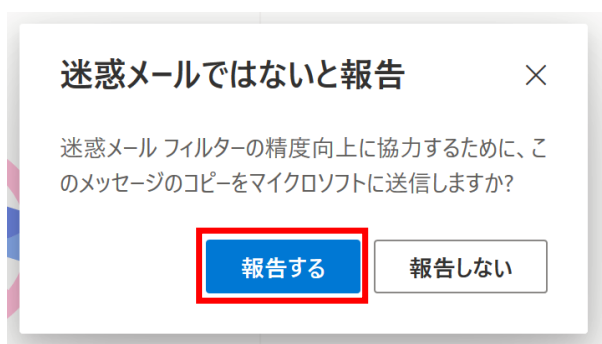 迷惑メールではないと報告
迷惑メール フィルターの精度向上に協力するために、こ
のメッセージのコピーをマイクロソフトに送信しますか?
報告する
報告しない